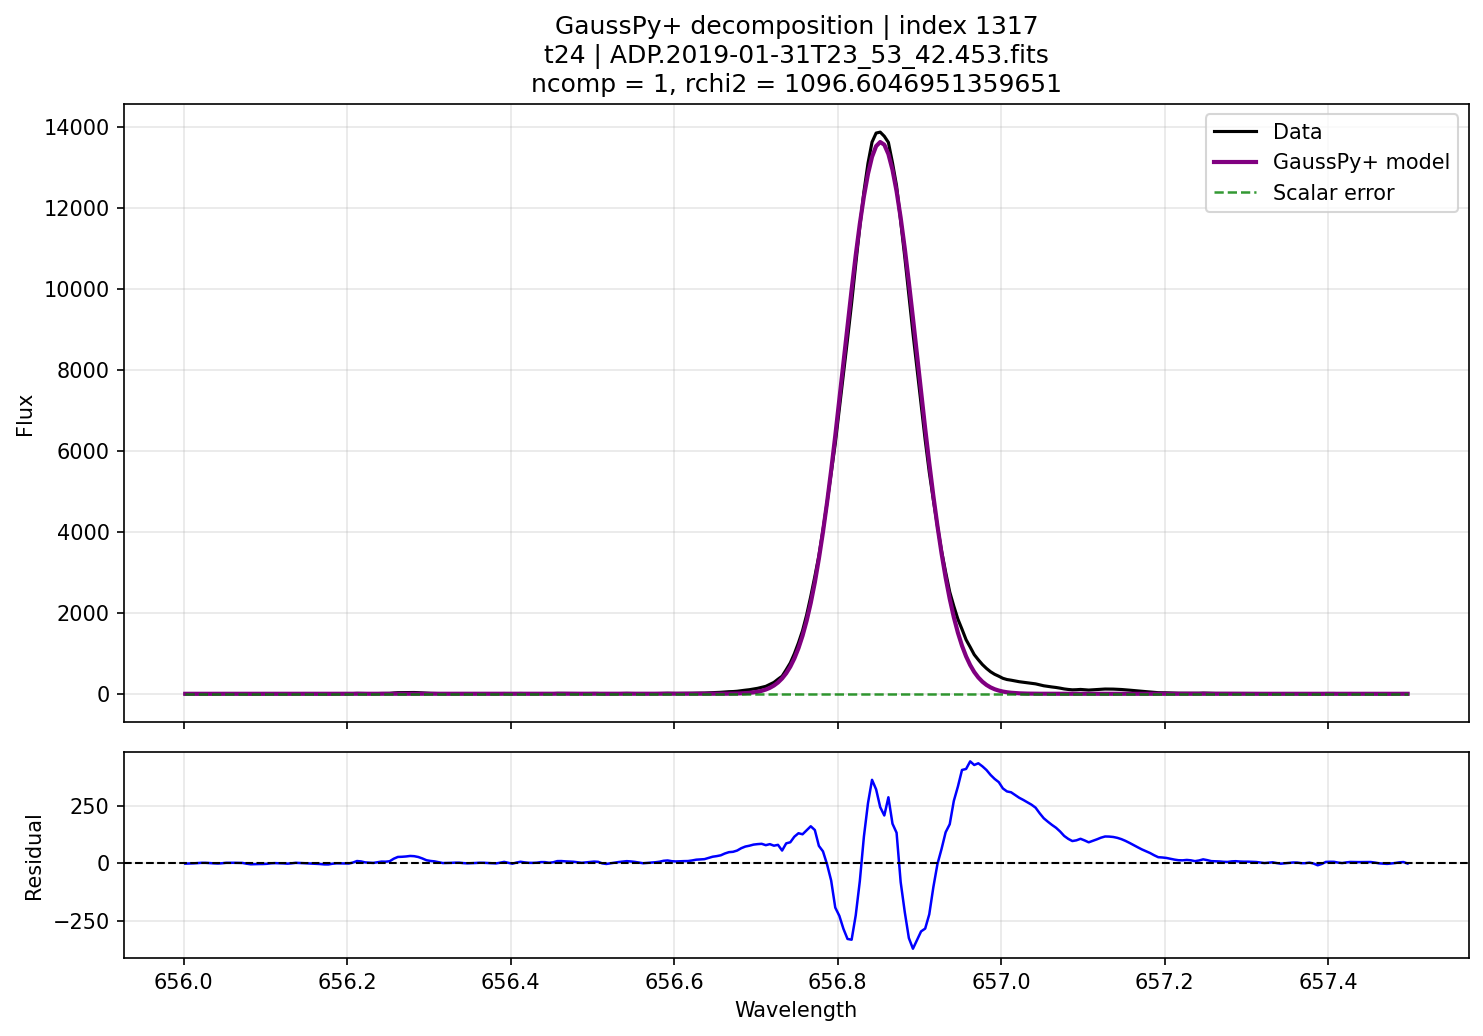 GaussPy+ decomposition | index 1317
t24 | ADP.2019-01-31T23_53_42.453.fits
ncomp = 1, rchi2 = 1096.6046951359651
Data
GaussPy+ model
Scalar error
14000
12000
10000
8000
6000
4000
2000
0
Flux
250
0
−250
Residual
656.0 656.2 656.4 656.6 656.8 657.0 657.2 657.4
Wavelength